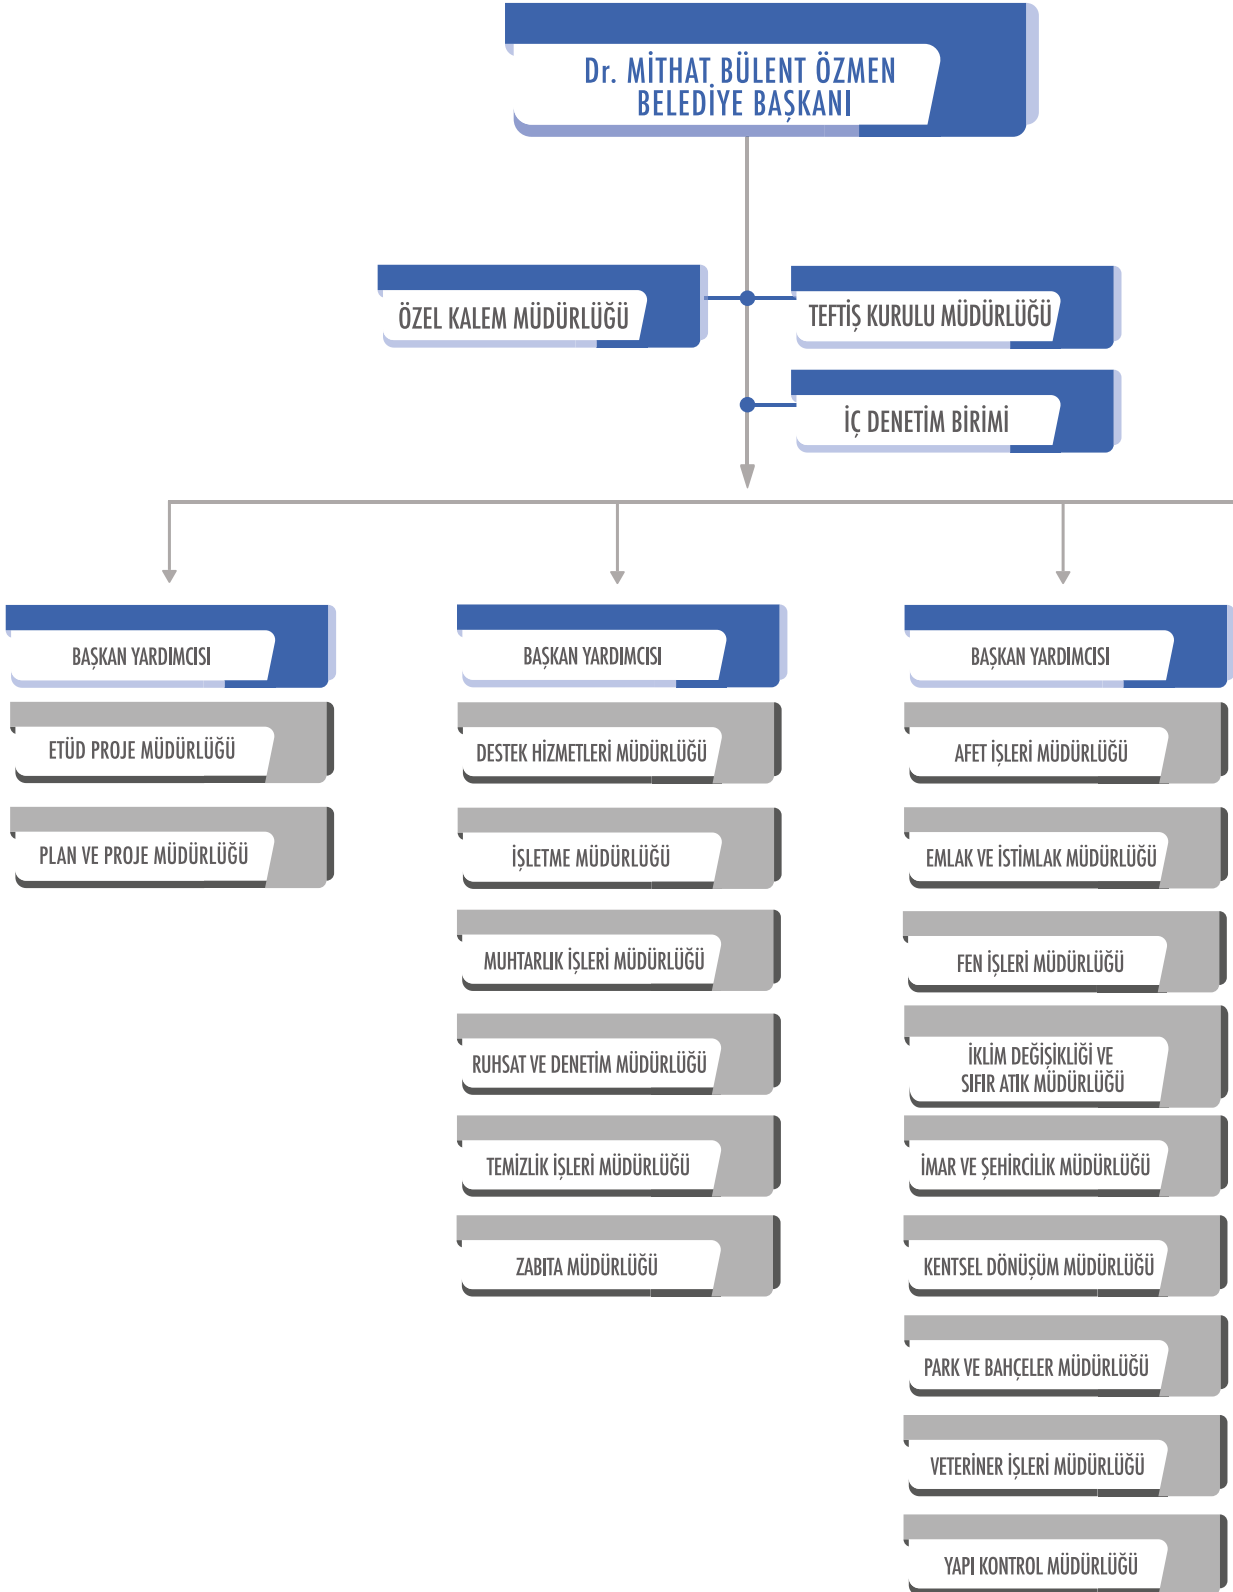 Dr. MİTHAT BÜLENT ÖZMEN
BELEDİYE BAŞKANI
ÖZEL KALEM MÜDÜRLÜĞÜ
TEFTİŞ KURULU MÜDÜRLÜĞÜ
İÇ DENETİM BİRİMİ
BAŞKAN YARDIMCISI
ETÜD PROJE MÜDÜRLÜĞÜ
PLAN VE PROJE MÜDÜRLÜĞÜ
BAŞKAN YARDIMCISI
DESTEK HİZMETLERİ MÜDÜRLÜĞÜ
İŞLETME MÜDÜRLÜĞÜ
MUHTARLIK İŞLERİ MÜDÜRLÜĞÜ
RUHSAT VE DENETİM MÜDÜRLÜĞÜ
TEMİZLİK İŞLERİ MÜDÜRLÜĞÜ
ZABITA MÜDÜRLÜĞÜ
BAŞKAN YARDIMCISI
AFET İŞLERİ MÜDÜRLÜĞÜ
EMLAK VE İSTİMLAK MÜDÜRLÜĞÜ
FEN İŞLERİ MÜDÜRLÜĞÜ
İKLİM DEĞİŞİKLİĞİ VE
SIFIR ATIK MÜDÜRLÜĞÜ
İMAR VE ŞEHİRCİLİK MÜDÜRLÜĞÜ
KENTSEL DÖNÜŞÜM MÜDÜRLÜĞÜ
PARK VE BAHÇELER MÜDÜRLÜĞÜ
VETERİNER İŞLERİ MÜDÜRLÜĞÜ
YAPI KONTROL MÜDÜRLÜĞÜ